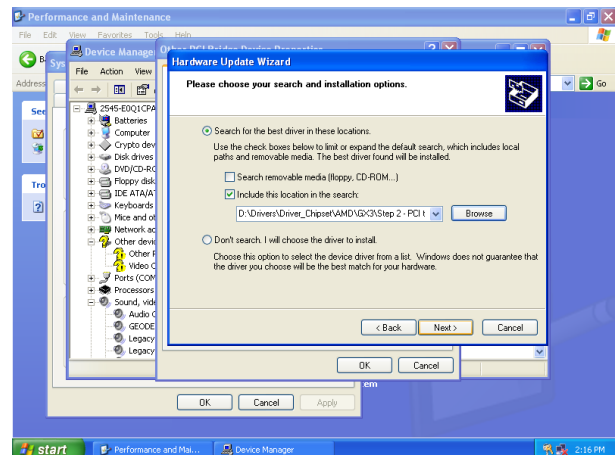 Performance and Maintenance
File Edit View Favorites Tools Help
Address
Go
Device Manager
Other PCI Bridge Device Properties
File Action View
2545-E0Q1CPA
Batteries
Computer
Crypto dev
Disk drives
DVD/CD-RO
Floppy disk
IDE ATA/AT
Keyboards
Mice and ot
Network ac
Other devic
Other P
Video C
Ports (COM
Processors
Sound, vide
Audio C
GEODE
Legacy
Legacy
Hardware Update Wizard
Please choose your search and installation options.
Search for the best driver in these locations.
Use the check boxes below to limit or expand the default search, which includes local
paths and removable media. The best driver found will be installed.
Search removable media (floppy, CD-ROM...)
Include this location in the search:
D:\Drivers\Driver_Chipset\AMD\GX3\Step 2 - PCI t
Browse
Don't search. I will choose the driver to install.
Choose this option to select the device driver from a list. Windows does not guarantee that
the driver you choose will be the best match for your hardware.
< Back Next > Cancel
OK Cancel
OK Cancel Apply
start
Performance and Mai...
Device Manager
2:16 PM